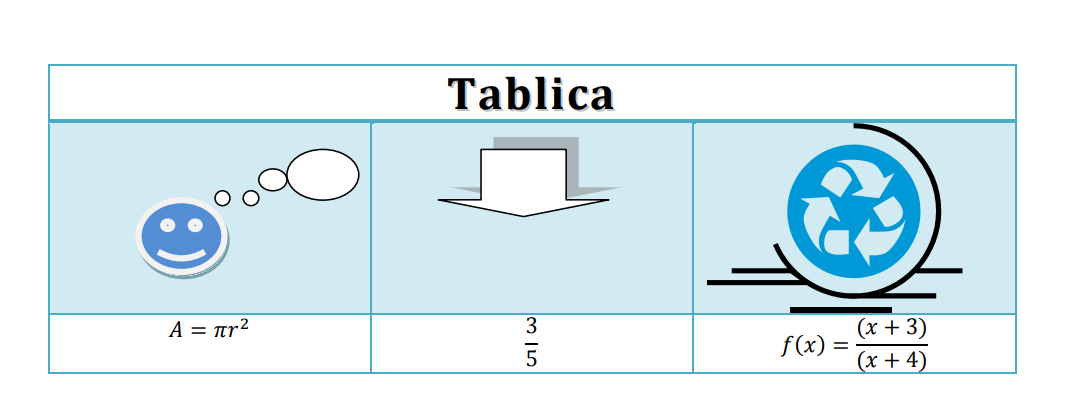 Tablica
A = πr²
3/5
f(x) = (x + 3)/(x + 4)